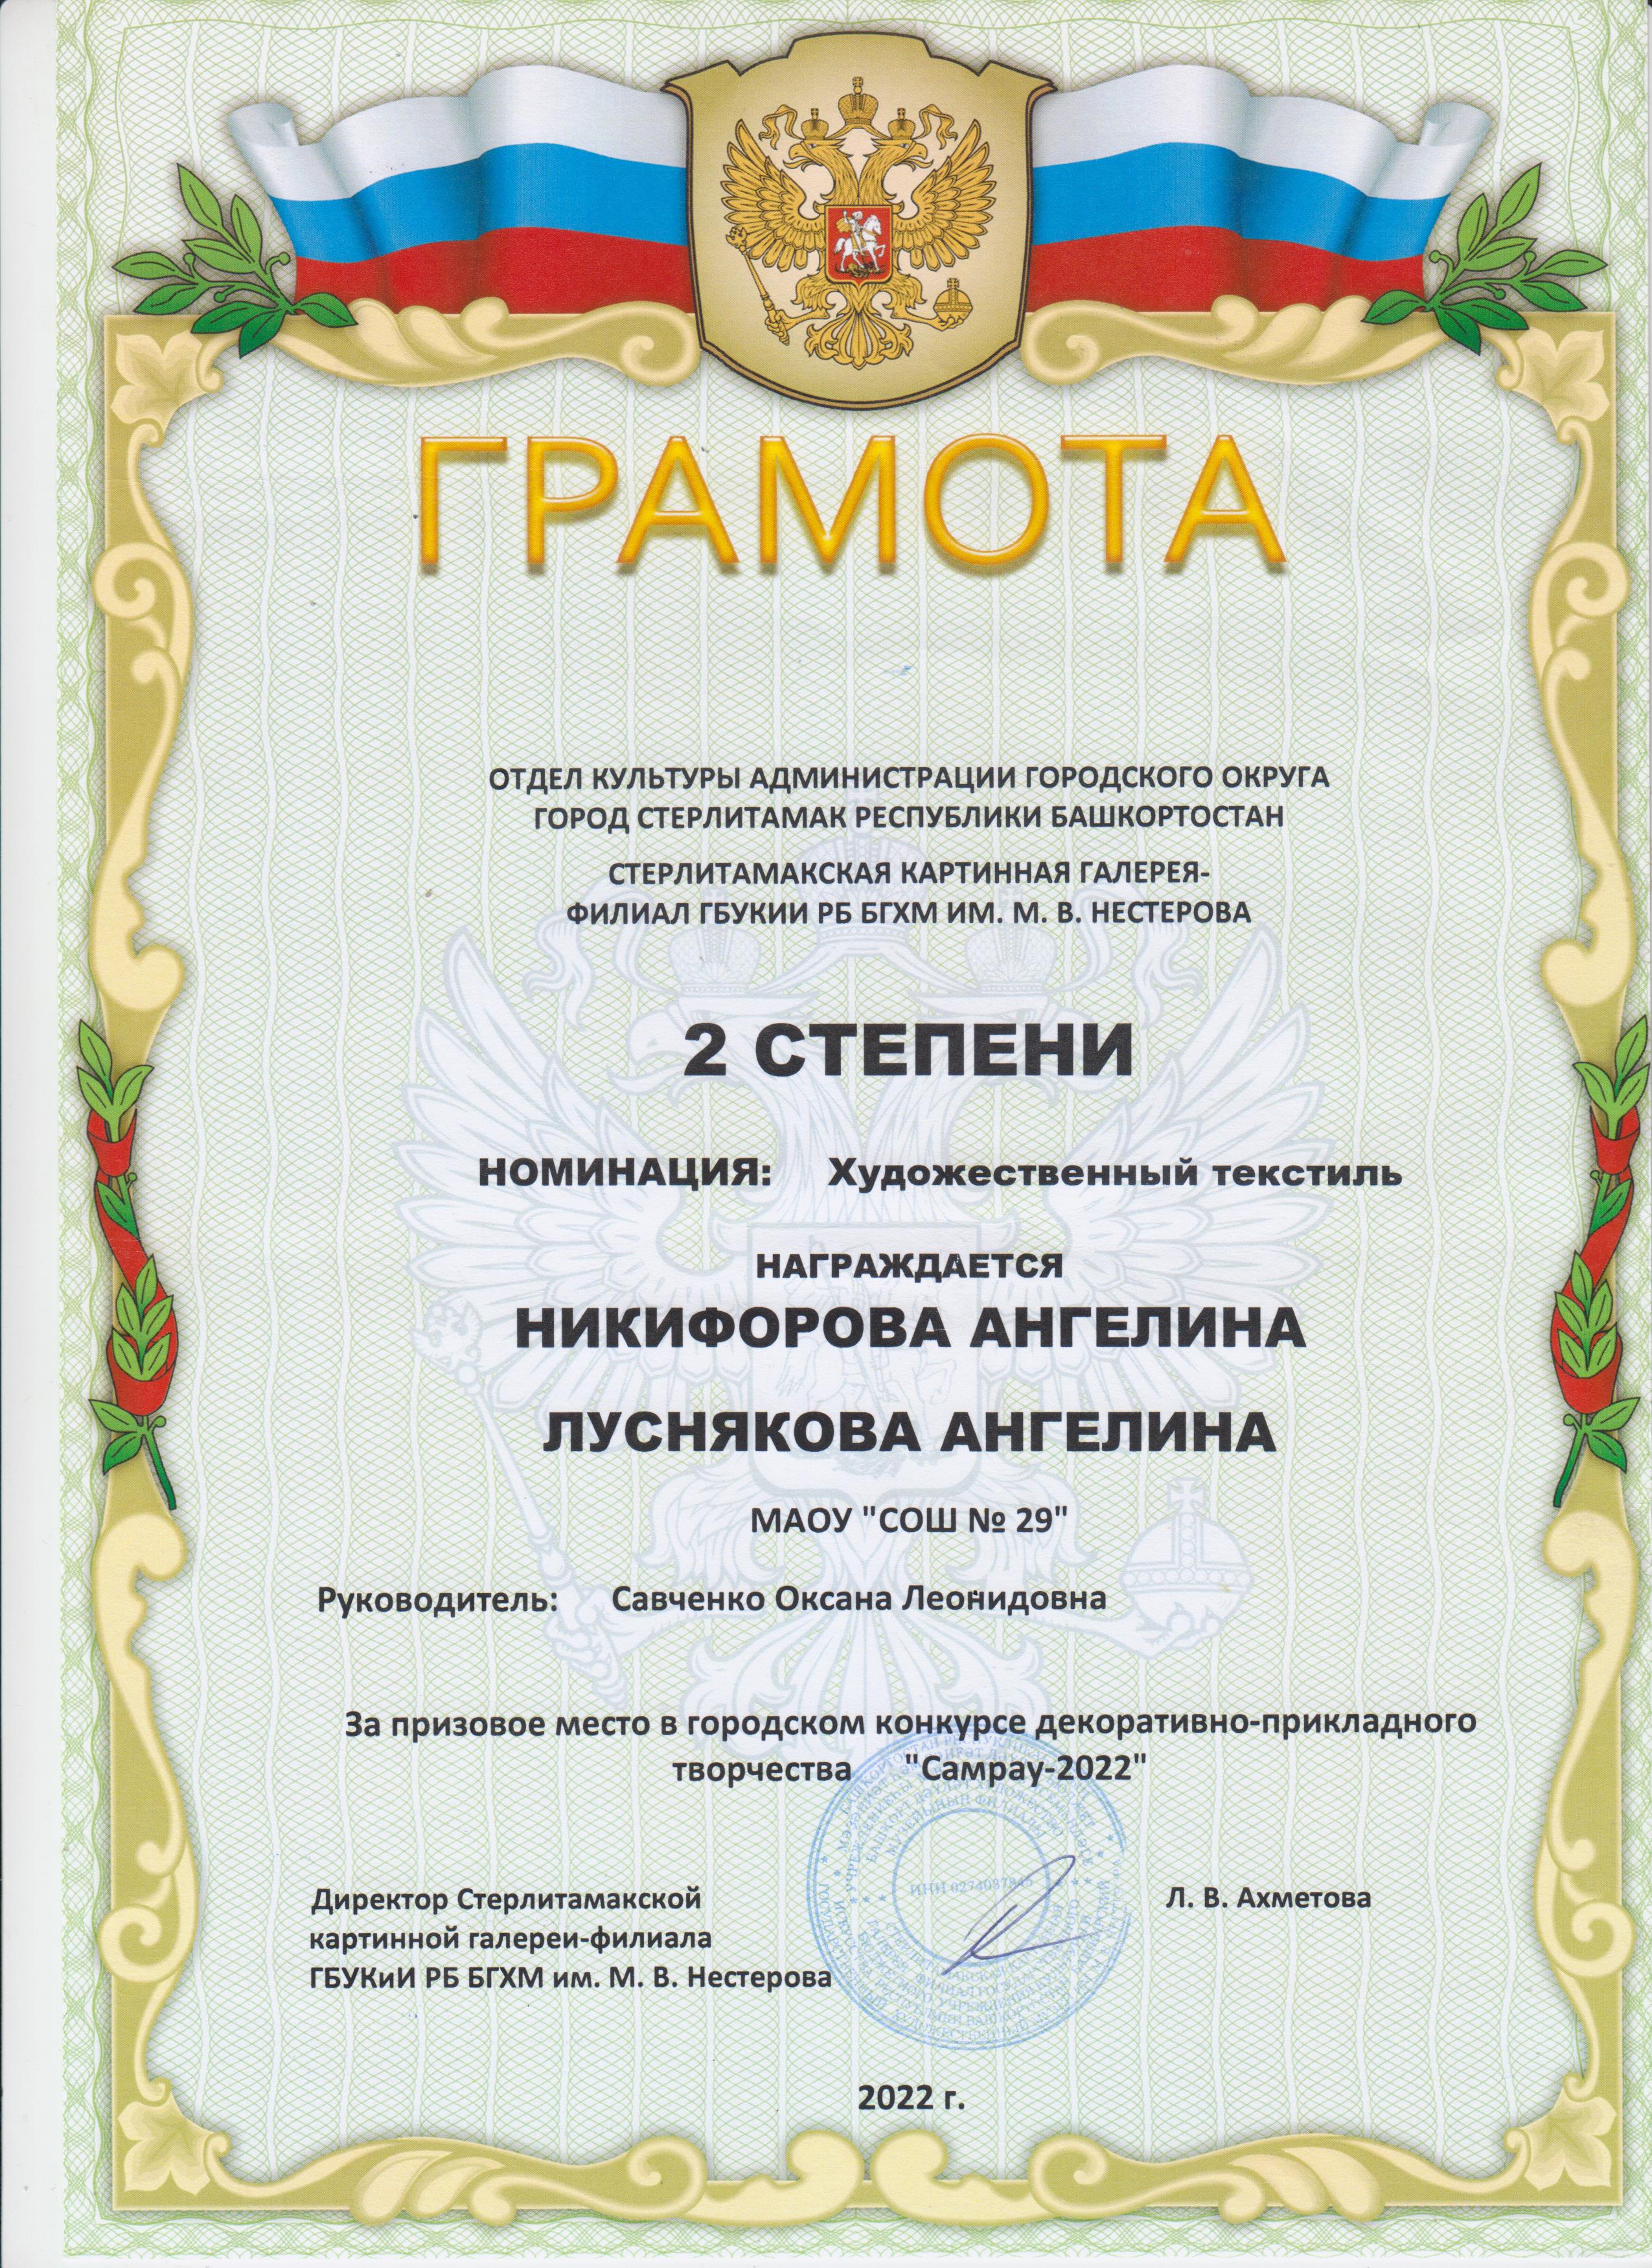 ГРАМОТА
ОТДЕЛ КУЛЬТУРЫ АДМИНИСТРАЦИИ ГОРОДСКОГО ОКРУГА
ГОРОД СТЕРЛИТАМАК РЕСПУБЛИКИ БАШКОРТОСТАН
СТЕРЛИТАМАКСКАЯ КАРТИННАЯ ГАЛЕРЕЯ-
ФИЛИАЛ ГБУКИИ РБ БГХМ ИМ. М. В. НЕСТЕРОВА
2 СТЕПЕНИ
НОМИНАЦИЯ: Художественный текстиль
НАГРАЖДАЕТСЯ
НИКИФОРОВА АНГЕЛИНА
ЛУСНЯКОВА АНГЕЛИНА
МАОУ "СОШ № 29"
Руководитель: Савченко Оксана Леонидовна
За призовое место в городском конкурсе декоративно-прикладного
творчества "Самрау-2022"
Директор Стерлитамакской
картинной галереи-филиала
ГБУКиИ РБ БГХМ им. М. В. Нестерова
Л. В. Ахметова
ИНН
2022 г.